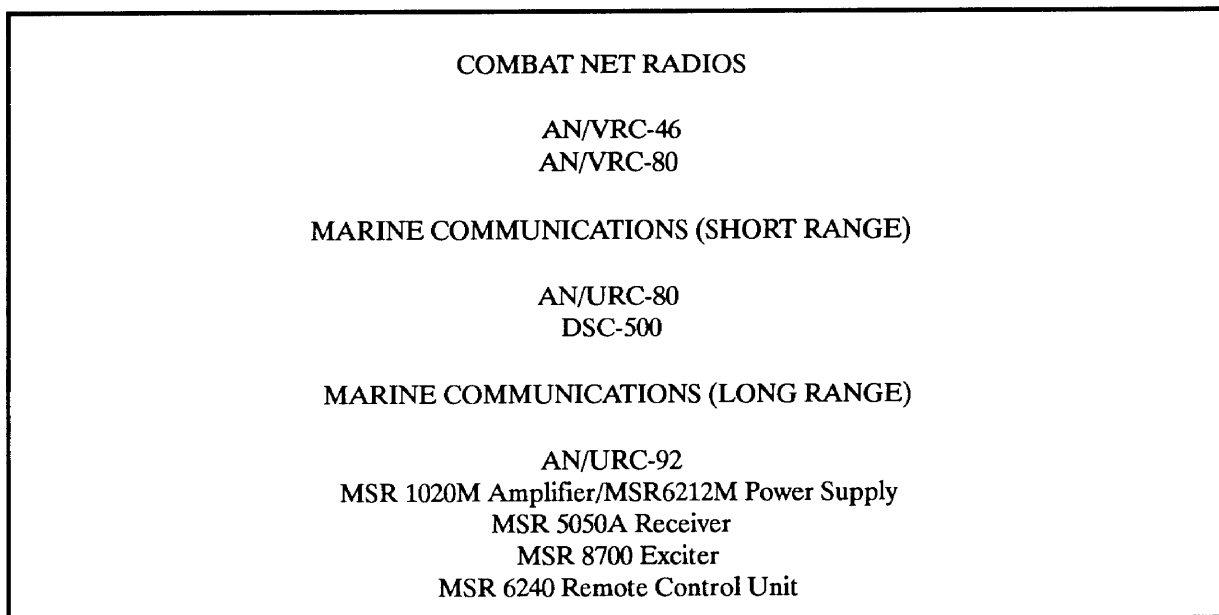 COMBAT NET RADIOS
AN/VRC-46
AN/VRC-80
MARINE COMMUNICATIONS (SHORT RANGE)
AN/URC-80
DSC-500
MARINE COMMUNICATIONS (LONG RANGE)
AN/URC-92
MSR 1020M Amplifier/MSR6212M Power Supply
MSR 5050A Receiver
MSR 8700 Exciter
MSR 6240 Remote Control Unit